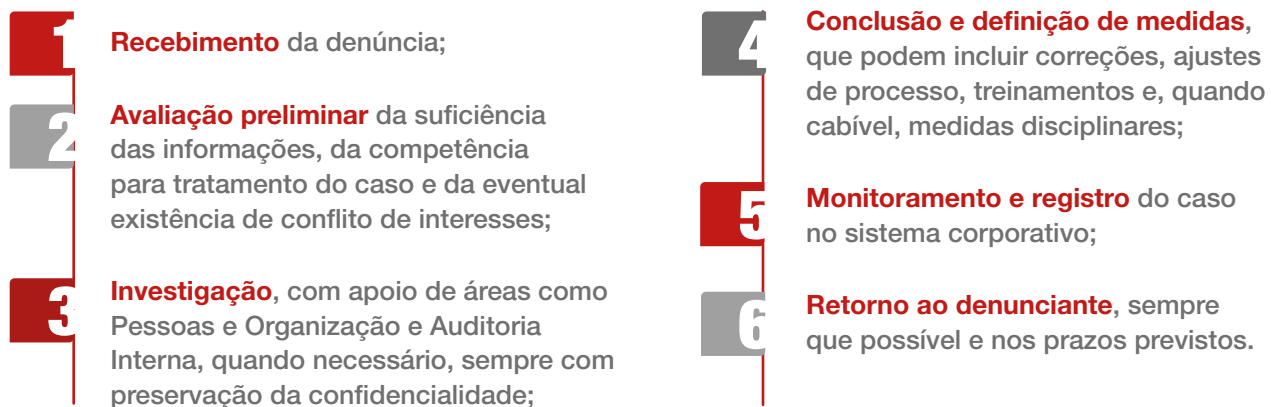 1
Recebimento da denúncia;
2
Avaliação preliminar da suficiência
das informações, da competência
para tratamento do caso e da eventual
existência de conflito de interesses;
3
Investigação, com apoio de áreas como
Pessoas e Organização e Auditoria
Interna, quando necessário, sempre com
preservação da confidencialidade;
4
Conclusão e definição de medidas,
que podem incluir correções, ajustes
de processo, treinamentos e, quando
cabível, medidas disciplinares;
5
Monitoramento e registro do caso
no sistema corporativo;
6
Retorno ao denunciante, sempre
que possível e nos prazos previstos.